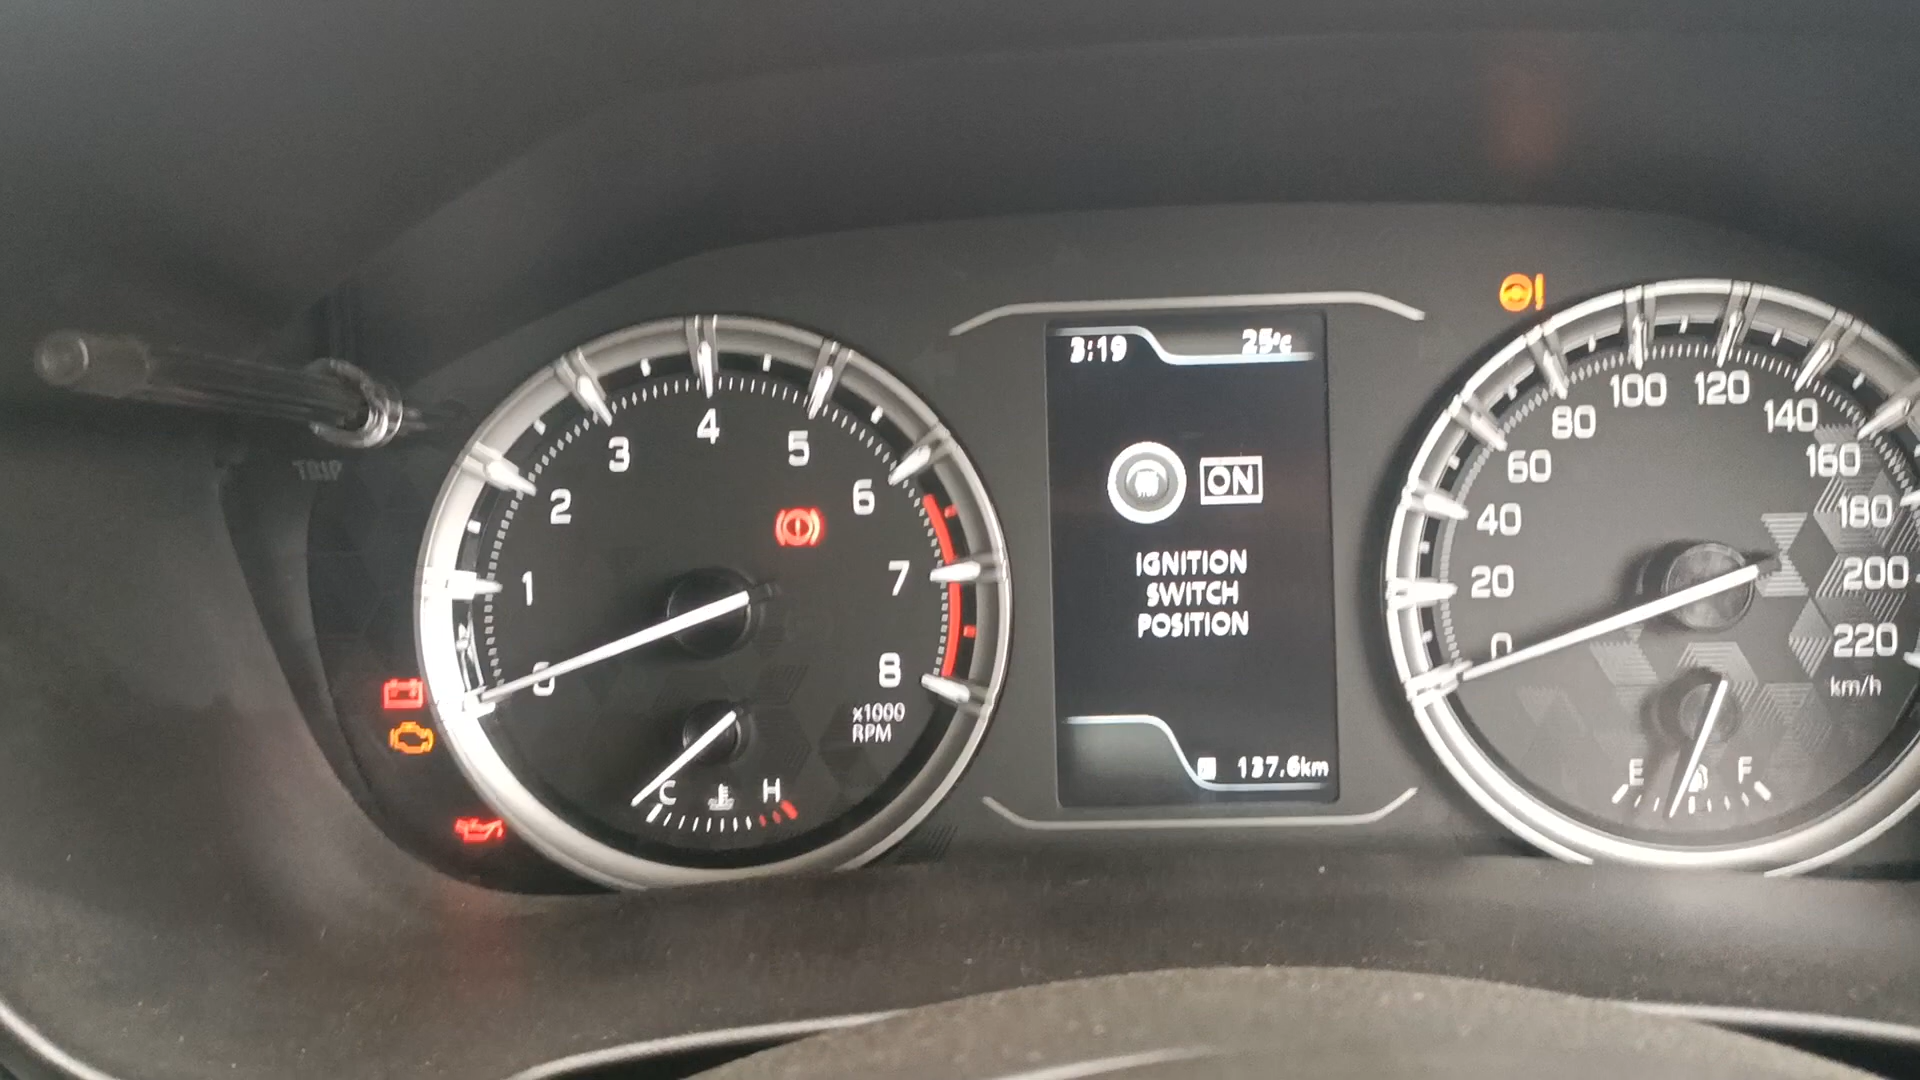 TRIP
0
1
2
3
4
5
6
7
8
x1000
RPM
C
H
3:19
25°C
ON
IGNITION
SWITCH
POSITION
137.6km
0
20
40
60
80
100
120
140
160
180
200
220
km/h
E
F